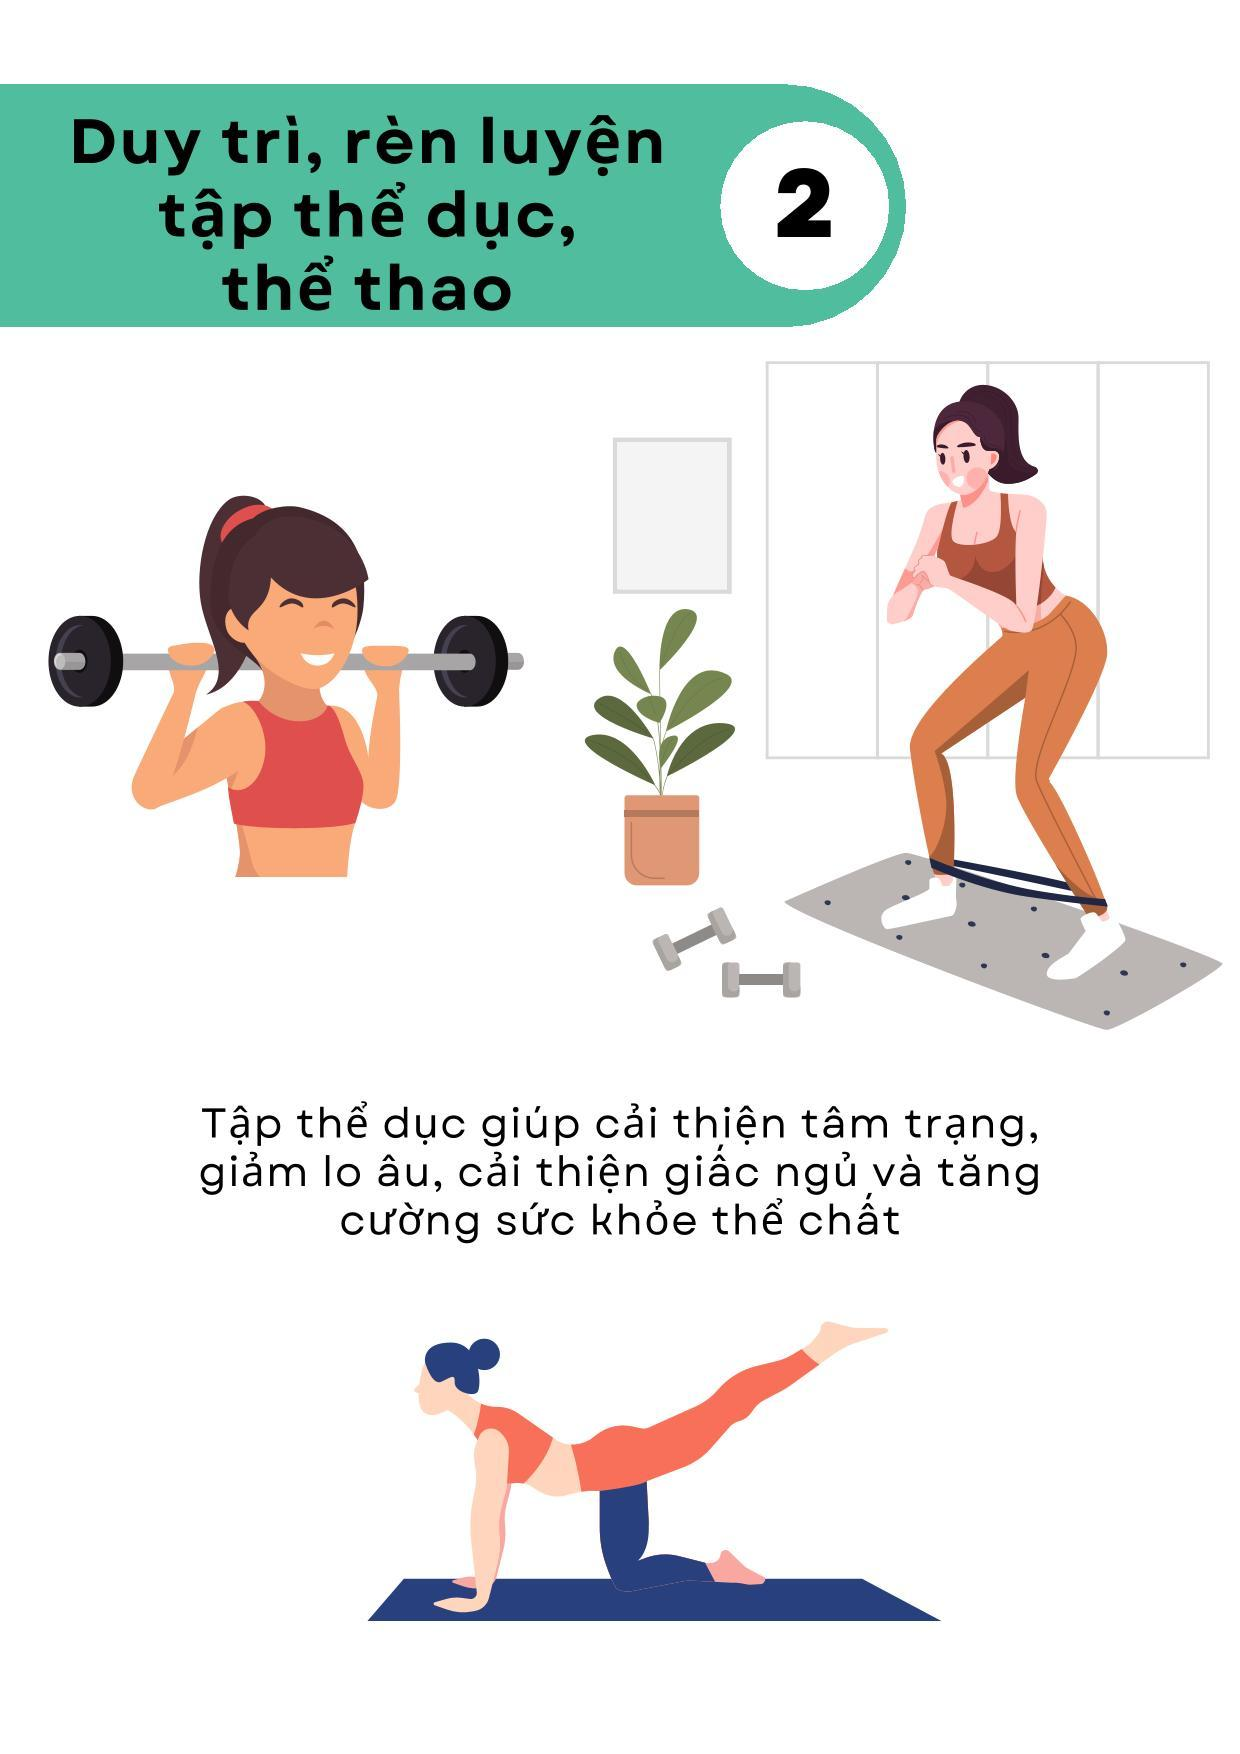 Duy trì, rèn luyện
tập thể dục,
thể thao
2
Tập thể dục giúp cải thiện tâm trạng,
giảm lo âu, cải thiện giấc ngủ và tăng
cường sức khỏe thể chất